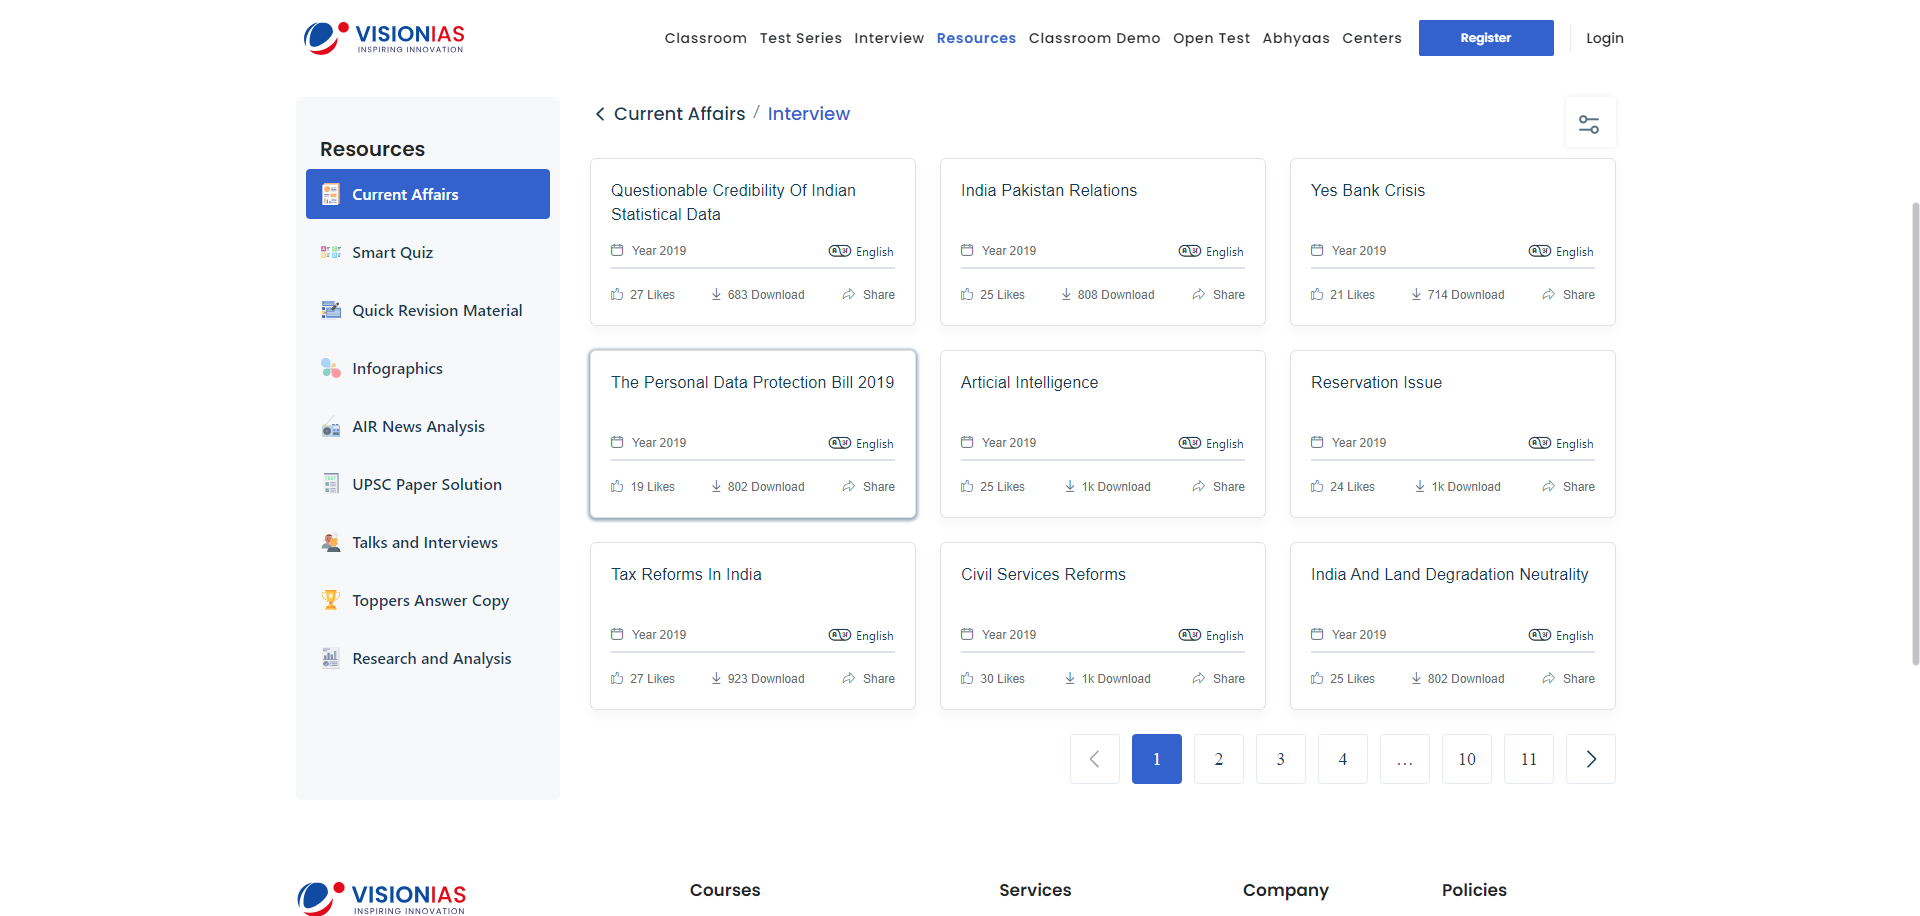 VISIONIAS
INSPIRING INNOVATION
Classroom Test Series Interview Resources Classroom Demo Open Test Abhyaas Centers Register Login
Resources
Current Affairs
Smart Quiz
Quick Revision Material
Infographics
AIR News Analysis
UPSC Paper Solution
Talks and Interviews
Toppers Answer Copy
Research and Analysis
Current Affairs / Interview
Questionable Credibility Of Indian
Statistical Data
Year 2019 English
27 Likes 683 Download Share
India Pakistan Relations
Year 2019 English
25 Likes 808 Download Share
Yes Bank Crisis
Year 2019 English
21 Likes 714 Download Share
The Personal Data Protection Bill 2019
Year 2019 English
19 Likes 802 Download Share
Articial Intelligence
Year 2019 English
25 Likes 1k Download Share
Reservation Issue
Year 2019 English
24 Likes 1k Download Share
Tax Reforms In India
Year 2019 English
27 Likes 923 Download Share
Civil Services Reforms
Year 2019 English
30 Likes 1k Download Share
India And Land Degradation Neutrality
Year 2019 English
25 Likes 802 Download Share
1 2 3 4 ... 10 11
VISIONIAS
INSPIRING INNOVATION
Courses Services Company Policies